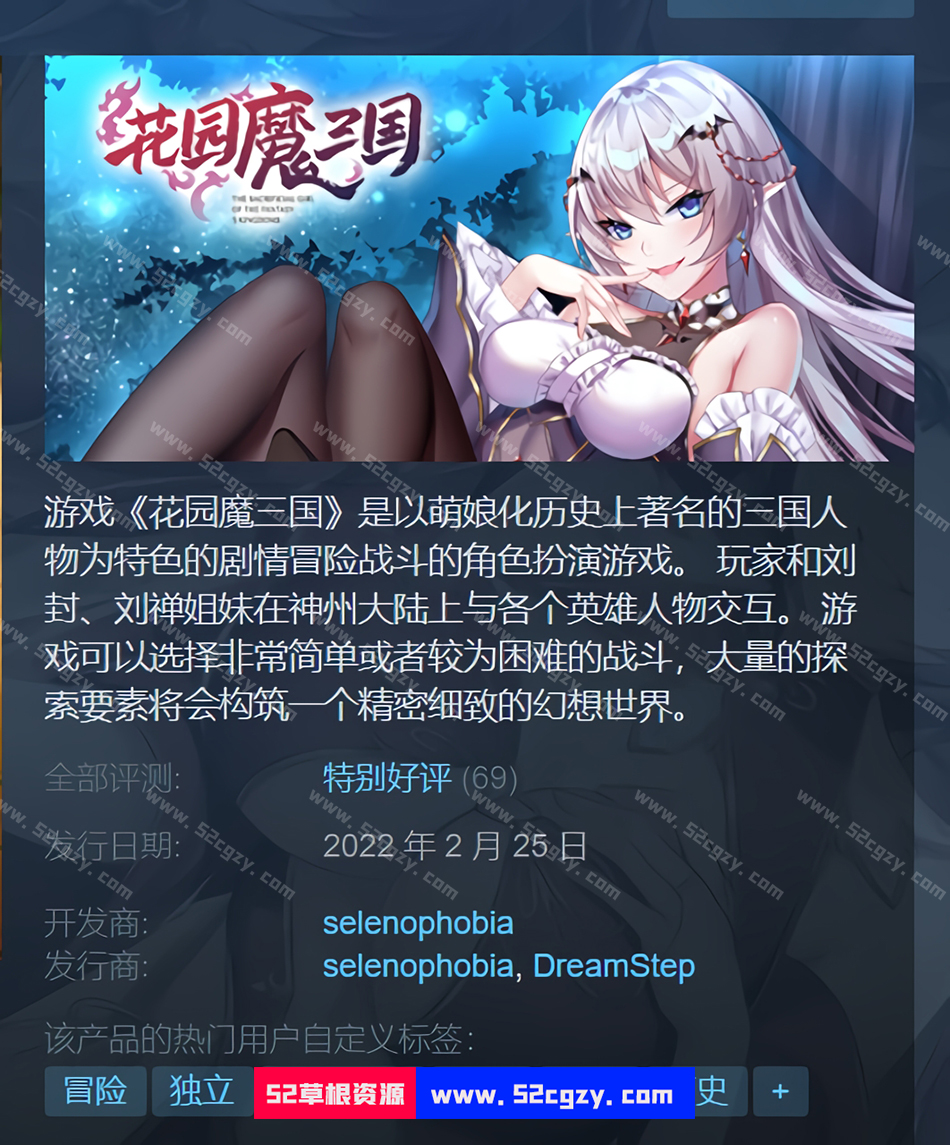 花园魔三国
THE SACRIFICIAL GIRL
OF THE FANTASY
3 KINGDOMS
游戏《花园魔三国》是以萌娘化历史上著名的三国人
物为特色的剧情冒险战斗的角色扮演游戏。 玩家和刘
封、刘禅姐妹在神州大陆上与各个英雄人物交互。 游
戏可以选择非常简单或者较为困难的战斗，大量的探
索要素将会构筑一个精密细致的幻想世界。
全部评测: 特别好评 (69)
发行日期: 2022 年 2 月 25 日
开发商: selenophobia
发行商: selenophobia, DreamStep
该产品的热门用户自定义标签:
冒险 独立 52草根资源 www.52cgzy.com 史 +
www.52cgzy.com